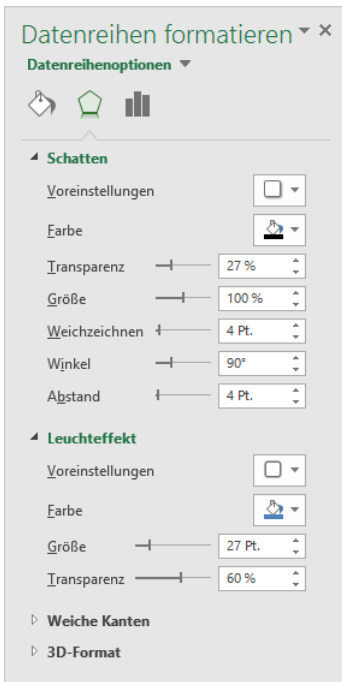 Datenreihen formatieren
Datenreihenoptionen
Schatten
Voreinstellungen
Farbe
Transparenz 27 %
Größe 100 %
Weichzeichnen 4 Pt.
Winkel 90°
Abstand 4 Pt.
Leuchteffekt
Voreinstellungen
Farbe
Größe 27 Pt.
Transparenz 60 %
Weiche Kanten
3D-Format